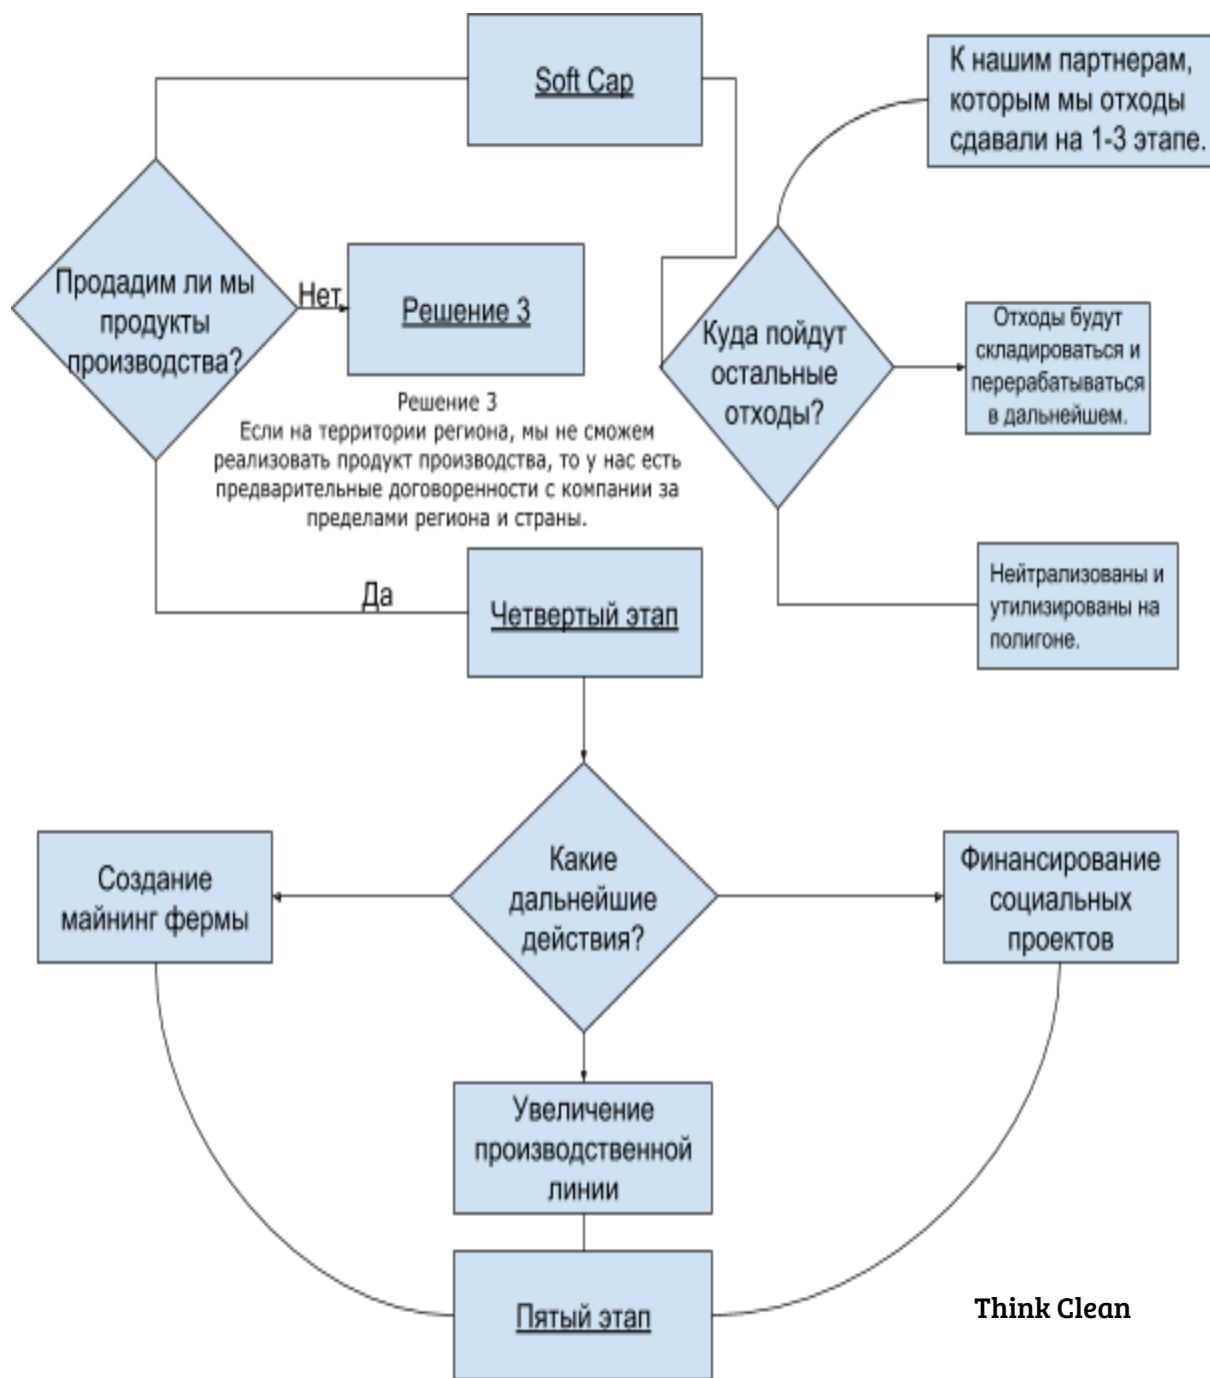 Soft Cap
К нашим партнерам,
которым мы отходы
сдавали на 1-3 этапе.
Продадим ли мы
продукты
производства?
Нет
Решение 3
Куда пойдут
остальные
отходы?
Отходы будут
складироваться и
перерабатываться
в дальнейшем.
Решение 3
Если на территории региона, мы не сможем
реализовать продукт производства, то у нас есть
предварительные договоренности с компании за
пределами региона и страны.
Да
Четвертый этап
Нейтрализованы и
утилизированы на
полигоне.
Какие
дальнейшие
действия?
Создание
майнинг фермы
Финансирование
социальных
проектов
Увеличение
производственной
линии
Пятый этап
Think Clean